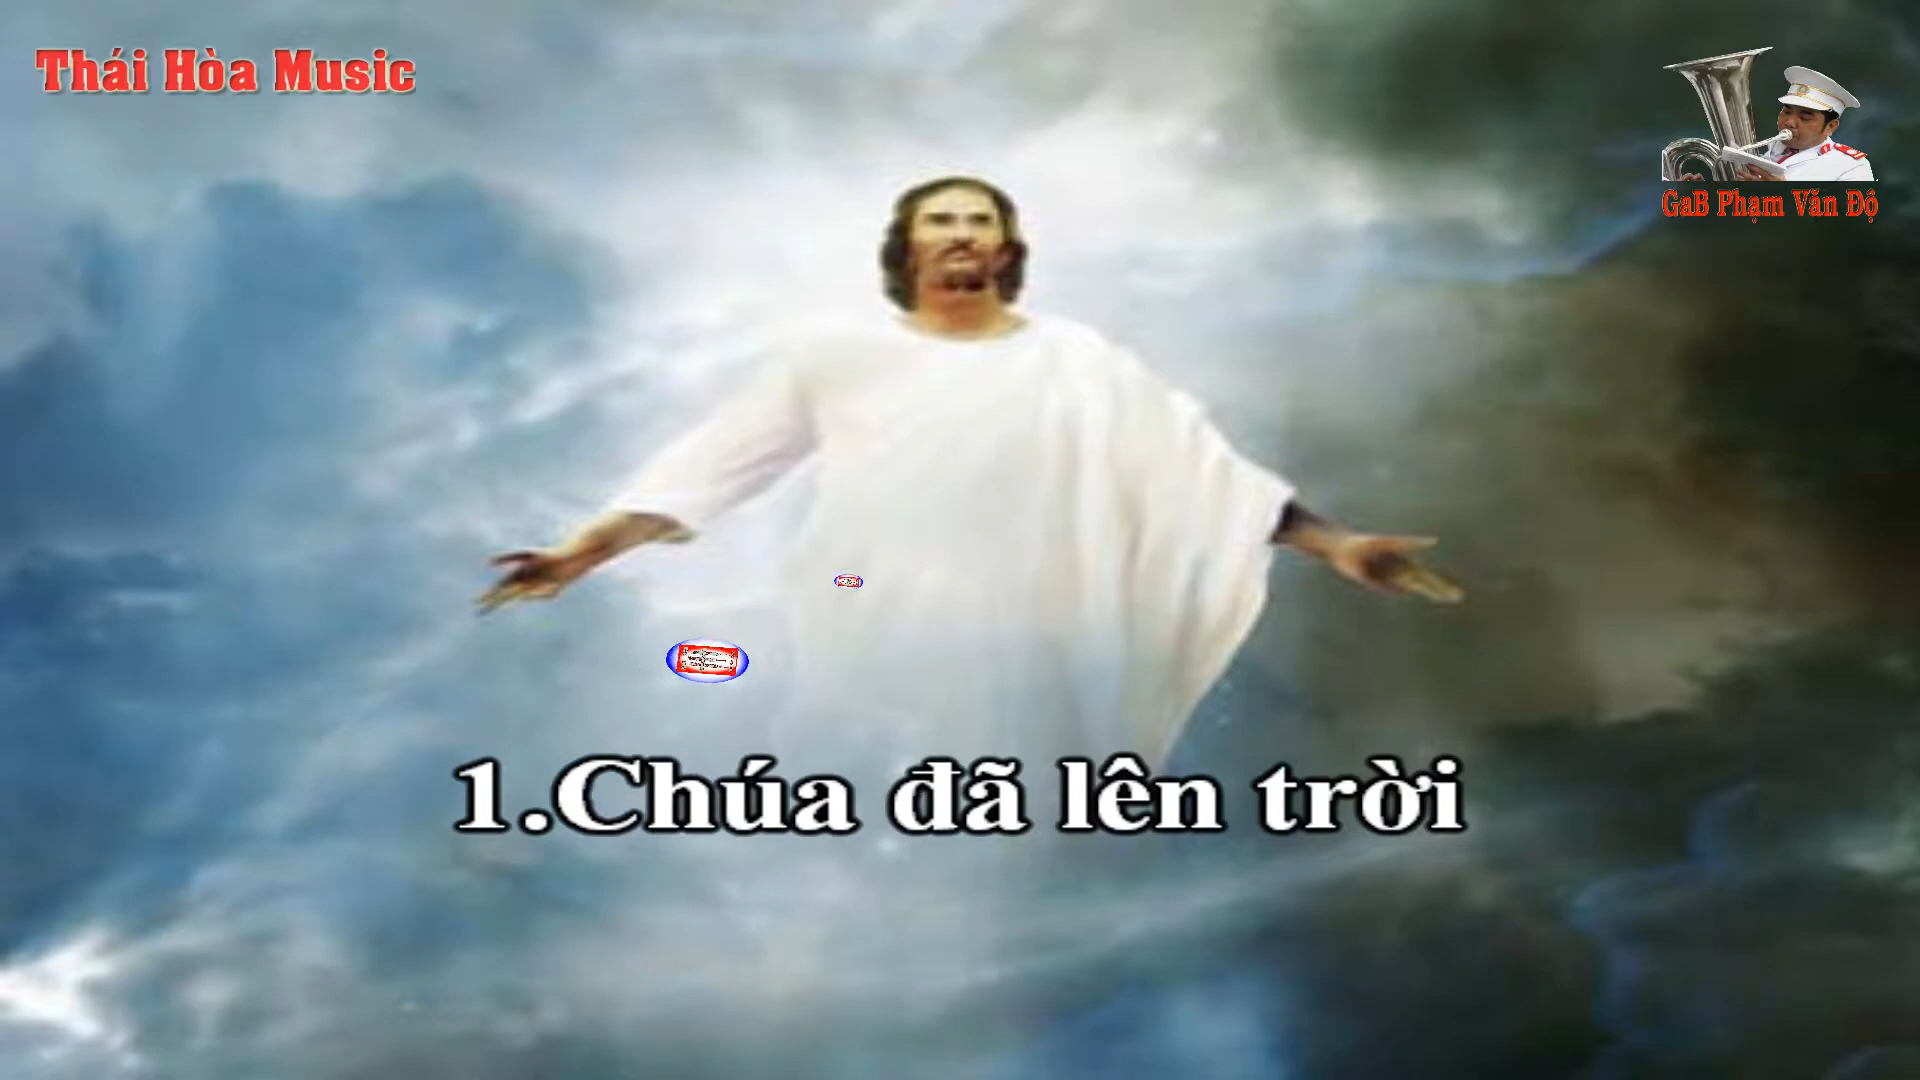 Thái Hòa Music
GaB Phạm Văn Độ
1.Chúa đã lên trời